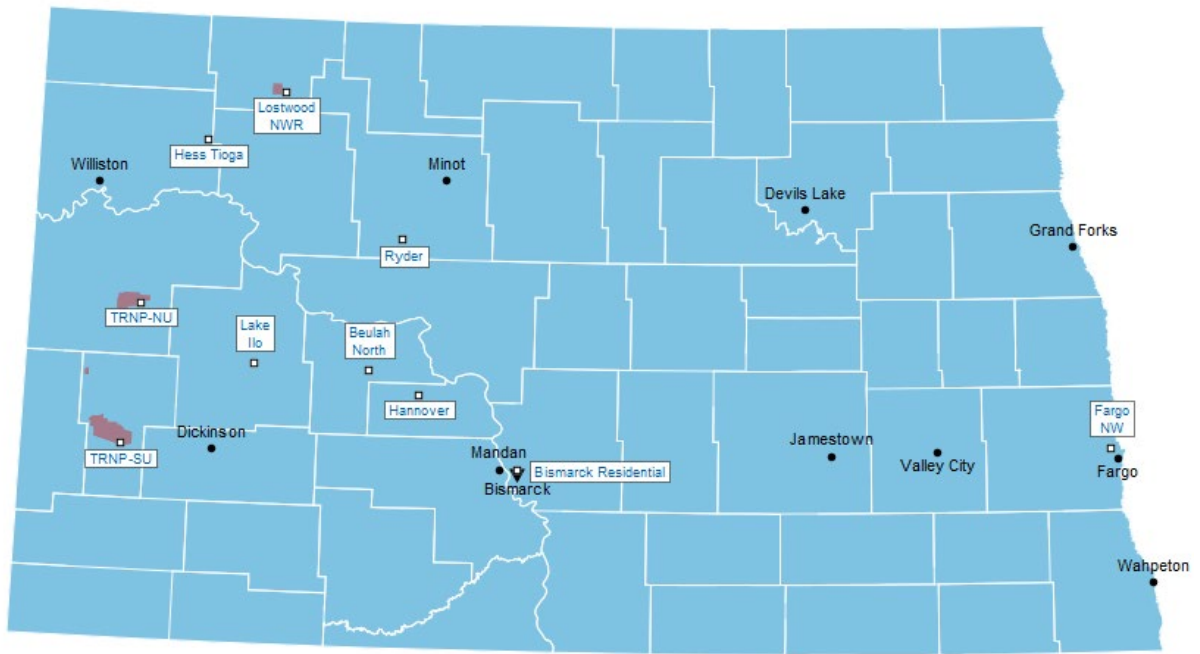 Lostwood
NWR
Hess Tioga
Williston
Minot
Devils Lake
Grand Forks
Ryder
TRNP-NU
Lake
Ilo
Beulah
North
Hannover
Fargo
NW
Dickinson
TRNP-SU
Mandan
Bismarck Residential
Bismarck
Jamestown
Valley City
Fargo
Wahpeton